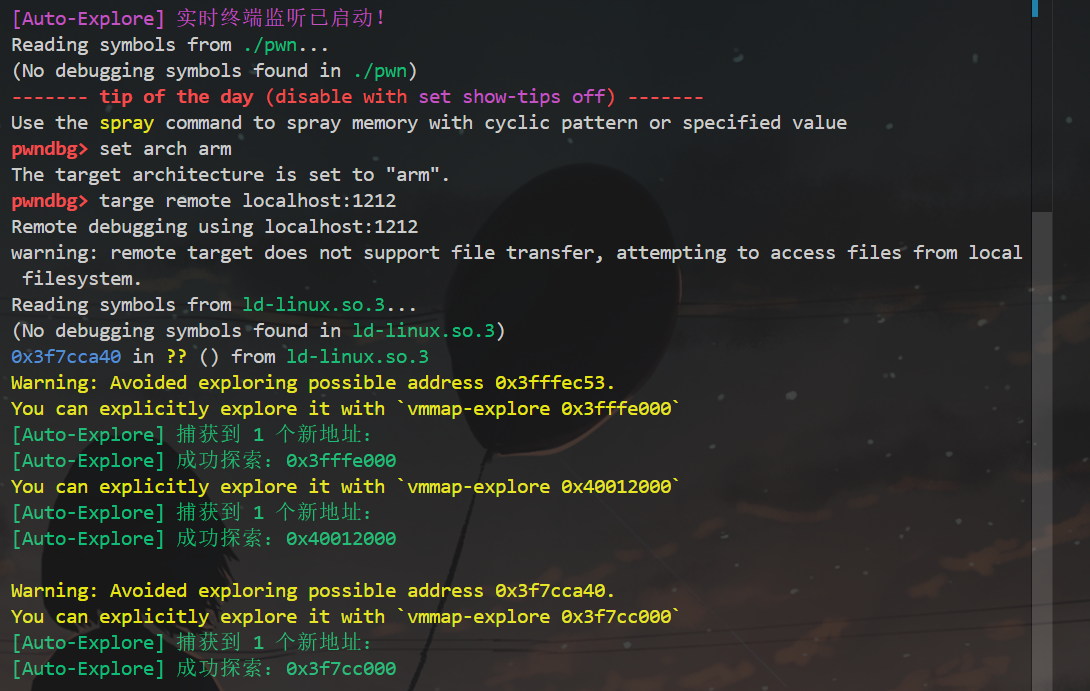 [Auto-Explore] 实时终端监听已启动！
Reading symbols from ./pwn...
(No debugging symbols found in ./pwn)
------- tip of the day (disable with set show-tips off) -------
Use the spray command to spray memory with cyclic pattern or specified value
pwndbg> set arch arm
The target architecture is set to "arm".
pwndbg> targe remote localhost:1212
Remote debugging using localhost:1212
warning: remote target does not support file transfer, attempting to access files from local
 filesystem.
Reading symbols from ld-linux.so.3...
(No debugging symbols found in ld-linux.so.3)
0x3f7cca40 in ?? () from ld-linux.so.3
Warning: Avoided exploring possible address 0x3fffec53.
You can explicitly explore it with `vmmap-explore 0x3fffe000`
[Auto-Explore] 捕获到 1 个新地址：
[Auto-Explore] 成功探索：0x3fffe000
You can explicitly explore it with `vmmap-explore 0x40012000`
[Auto-Explore] 捕获到 1 个新地址：
[Auto-Explore] 成功探索：0x40012000
Warning: Avoided exploring possible address 0x3f7cca40.
You can explicitly explore it with `vmmap-explore 0x3f7cc000`
[Auto-Explore] 捕获到 1 个新地址：
[Auto-Explore] 成功探索：0x3f7cc000